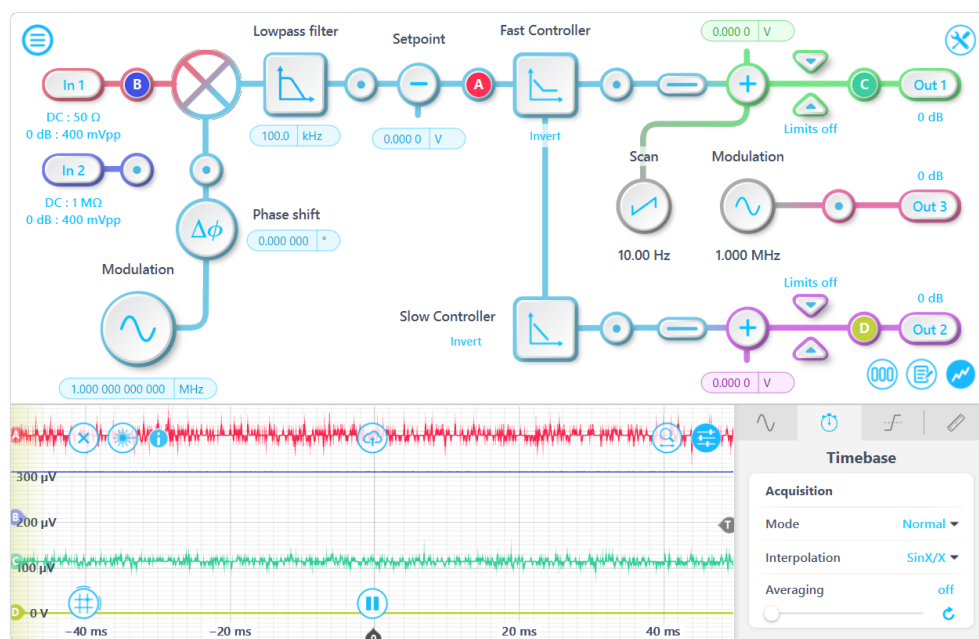 Lowpass filter
Setpoint
Fast Controller
0.000 0 V
In 1
B
A
C
Out 1
DC : 50 Ω
0 dB : 400 mVpp
100.0 kHz
0.000 0 V
Invert
Limits off
0 dB
In 2
DC : 1 MΩ
0 dB : 400 mVpp
Scan
Modulation
0 dB
Out 3
Δϕ
Phase shift
0.000 000 °
10.00 Hz
1.000 MHz
Modulation
Limits off
0 dB
Slow Controller
Invert
D
Out 2
1.000 000 000 000 MHz
0.000 0 V
A
300 µV
B
200 µV
T
C
100 µV
D
0 V
−40 ms
−20 ms
0
20 ms
40 ms
Timebase
Acquisition
Mode Normal
Interpolation SinX/X
Averaging off